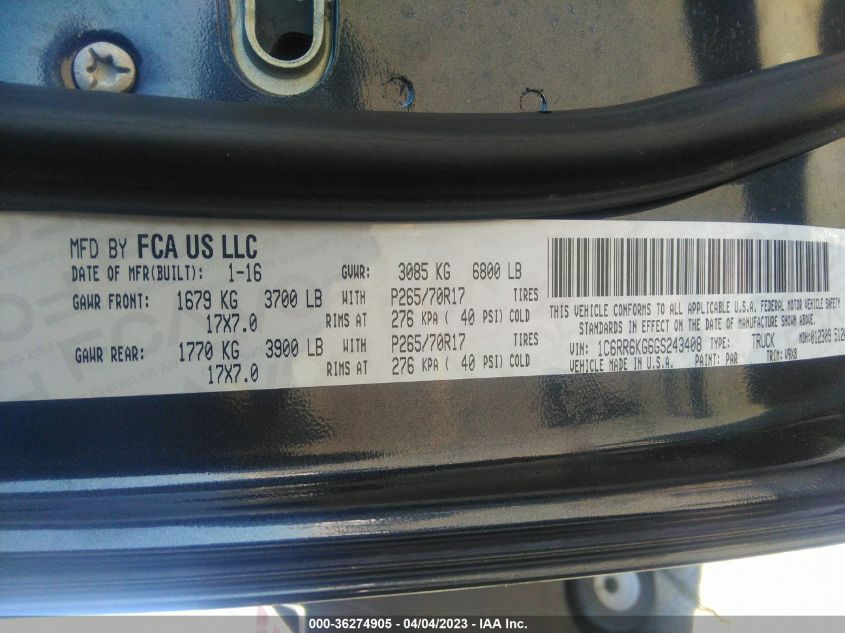 MFD BY FCA US LLC
DATE OF MFR(BUILT): 1-16 GVWR: 3085 KG 6800 LB
GAWR FRONT: 1679 KG 3700 LB WITH P265/70R17 TIRES
17X7.0 RIMS AT 276 KPA ( 40 PSI) COLD
GAWR REAR: 1770 KG 3900 LB WITH P265/70R17 TIRES
17X7.0 RIMS AT 276 KPA ( 40 PSI) COLD
THIS VEHICLE CONFORMS TO ALL APPLICABLE U.S.A. FEDERAL MOTOR VEHICLE SAFETY
STANDARDS IN EFFECT ON THE DATE OF MANUFACTURE SHOWN ABOVE.
VIN: 1C6RR6KG6GS243408 TYPE: TRUCK MDH:012309
VEHICLE MADE IN U.S.A. PAINT: PAR TRIM: V9X8
000-36274905 - 04/04/2023 - IAA Inc.